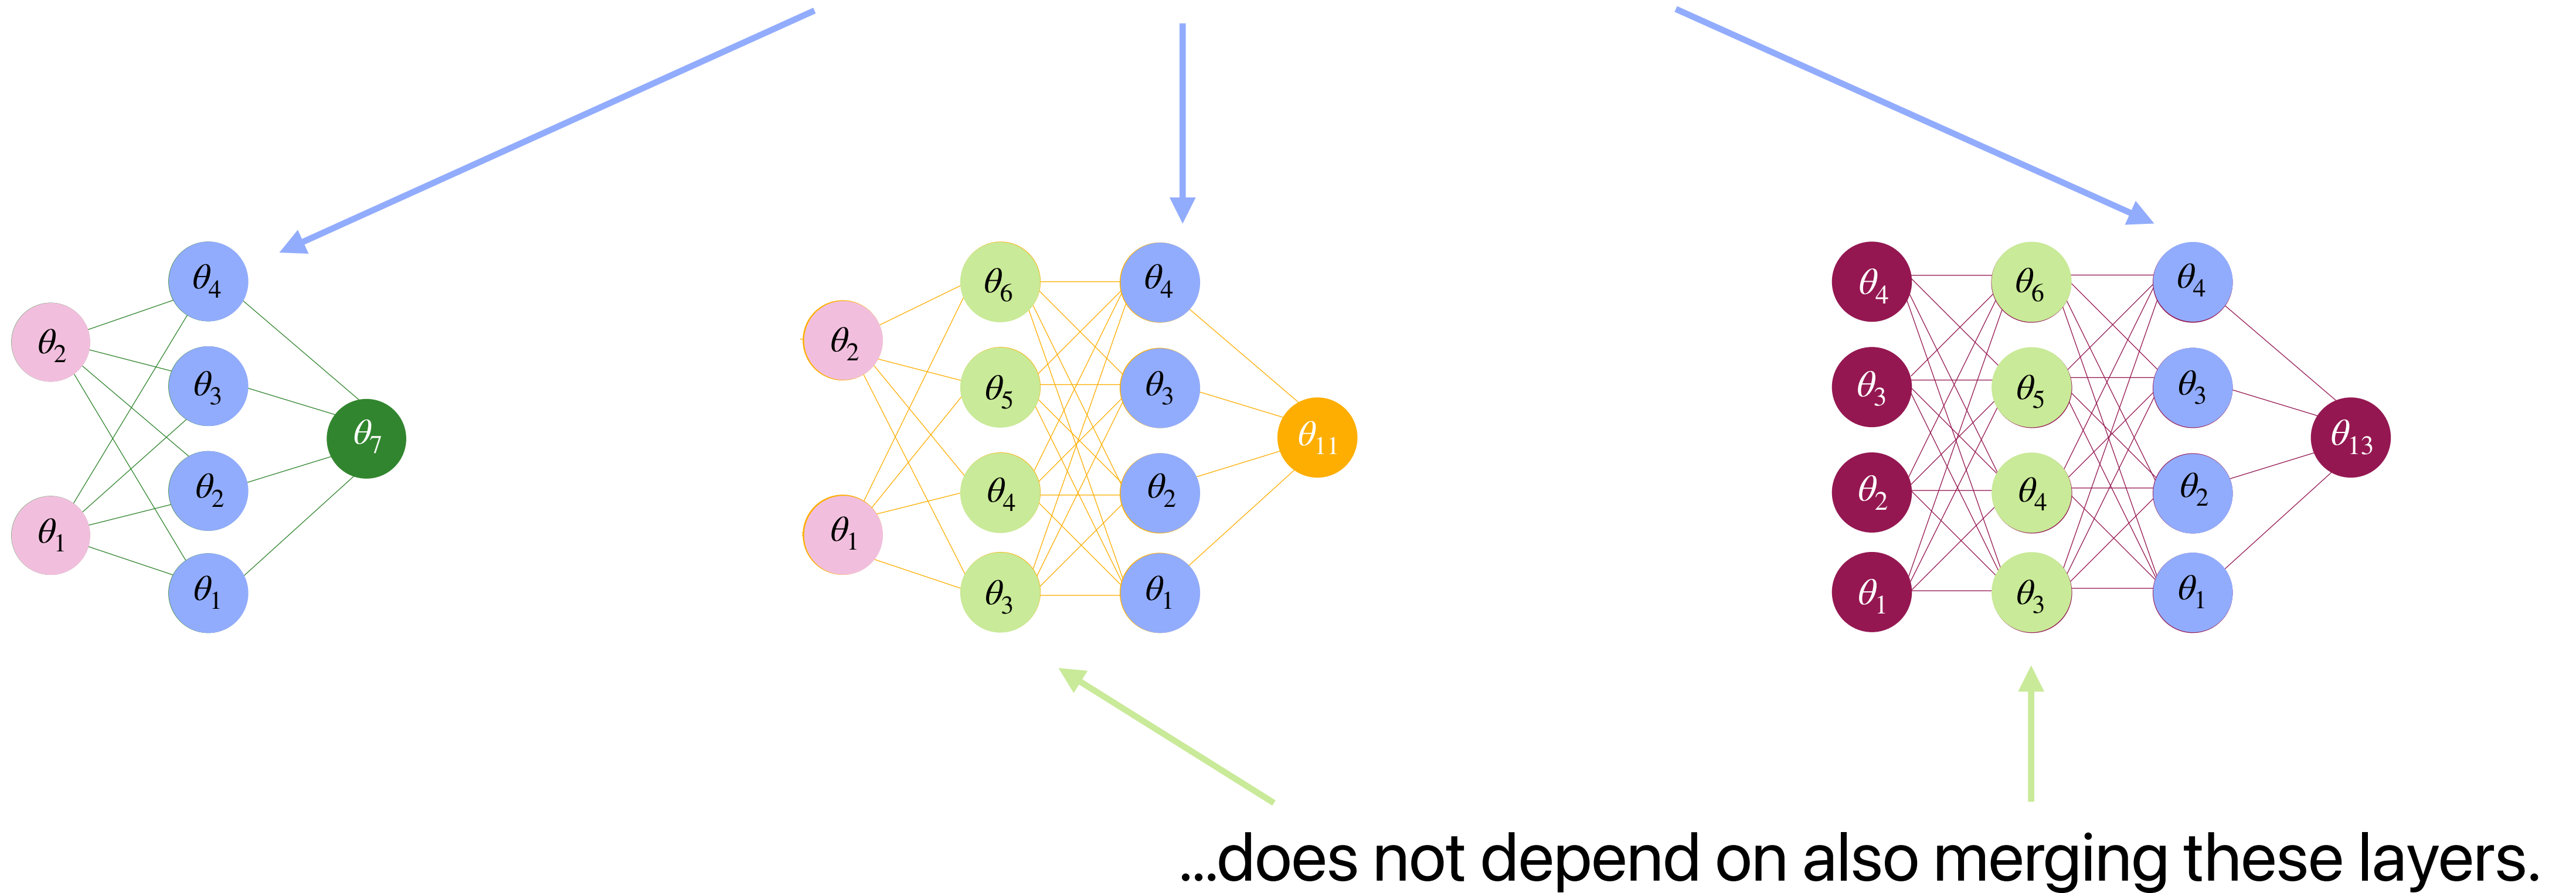 θ4 θ6 θ4 θ4 θ6 θ4
θ2 θ3 θ2 θ5 θ3 θ3 θ5 θ3
θ7 θ11 θ13
θ2 θ4 θ2 θ2 θ4 θ2
θ1 θ1 θ1 θ3 θ1 θ1 θ3 θ1
...does not depend on also merging these layers.